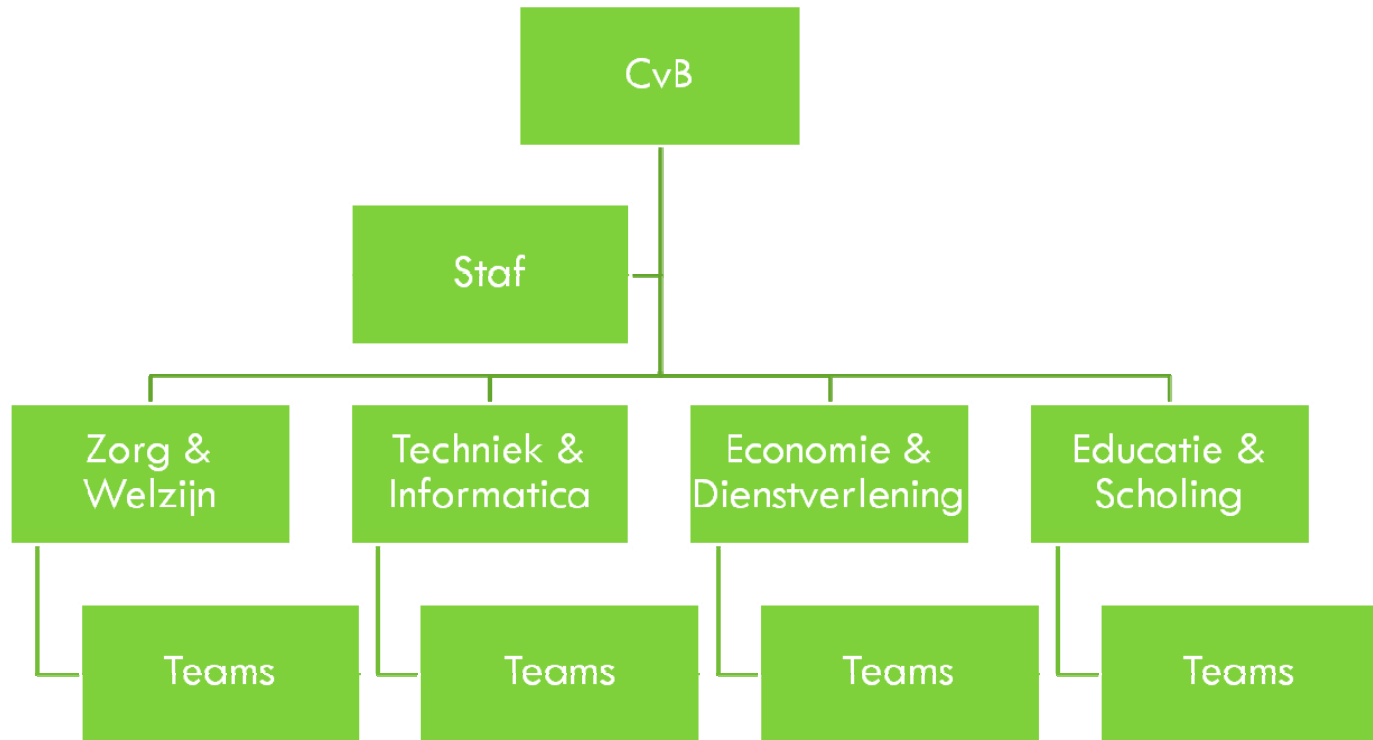 CvB
Staf
Zorg &
Welzijn
Techniek &
Informatica
Economie &
Dienstverlening
Educatie &
Scholing
Teams
Teams
Teams
Teams